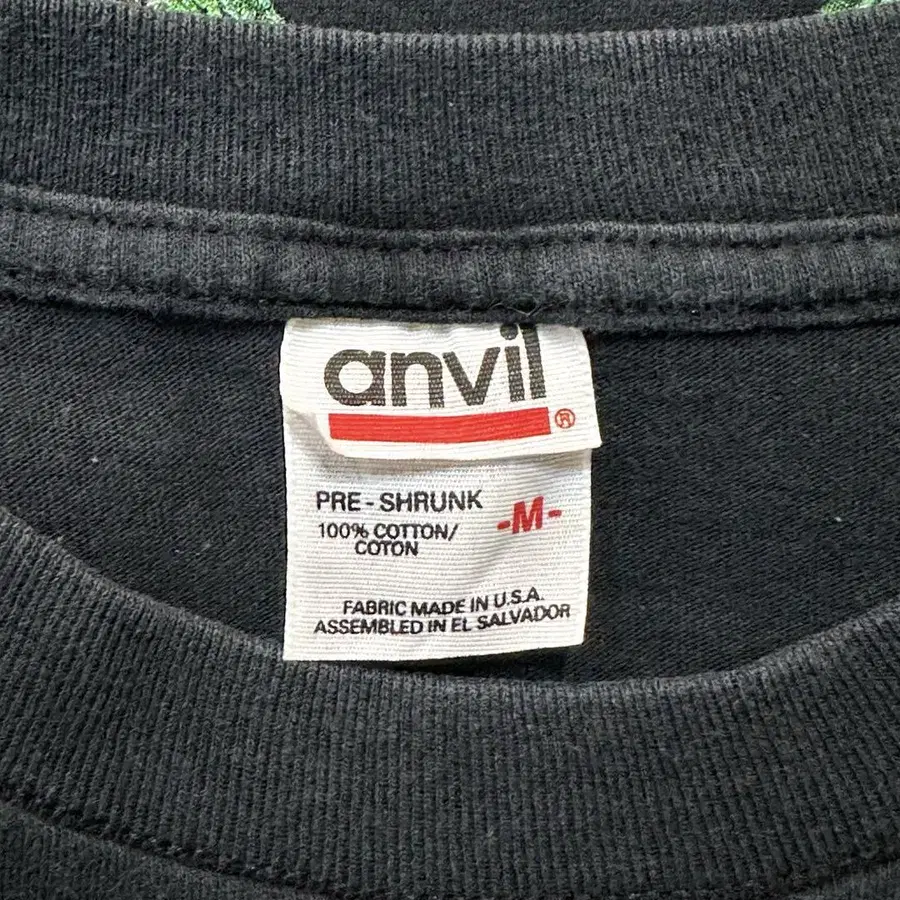 anvil®
PRE-SHRUNK
-M-
100% COTTON/
COTON
FABRIC MADE IN U.S.A.
ASSEMBLED IN EL SALVADOR